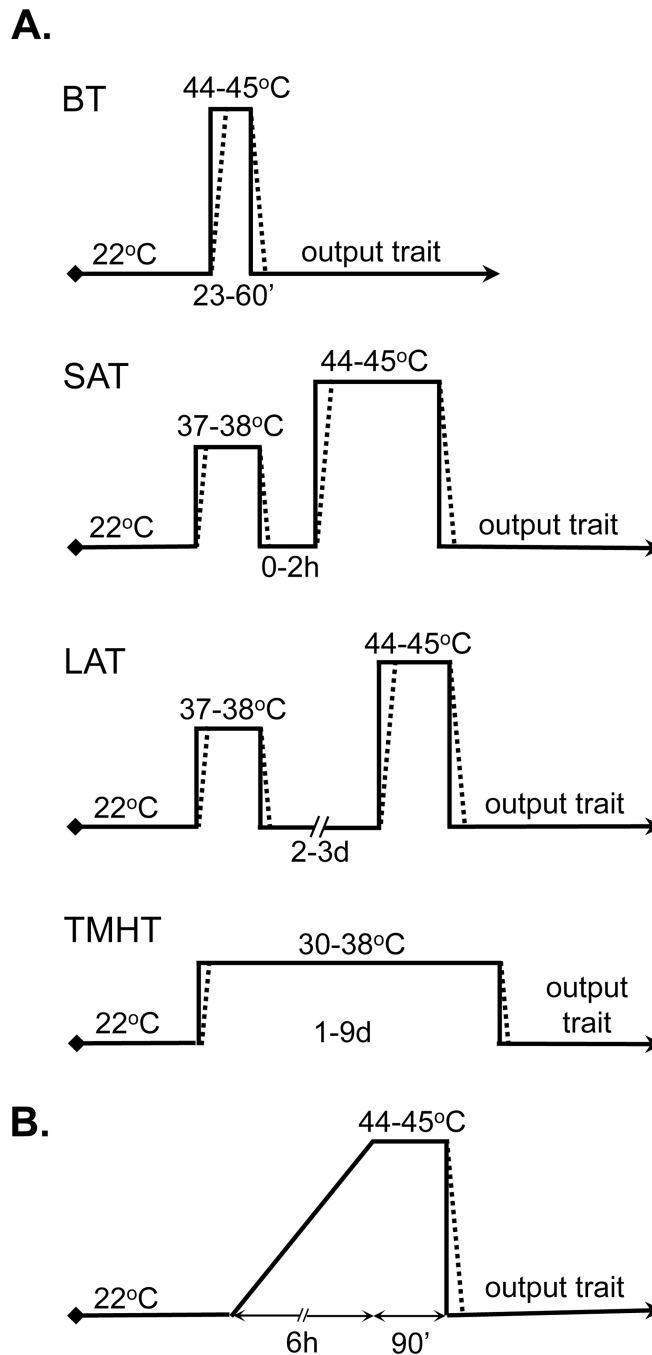 A.
BT
44-45°C
22°C
output trait
23-60’
SAT
44-45°C
37-38°C
22°C
output trait
0-2h
LAT
44-45°C
37-38°C
22°C
output trait
2-3d
TMHT
30-38°C
22°C
output
trait
1-9d
B.
44-45°C
22°C
output trait
6h
90’